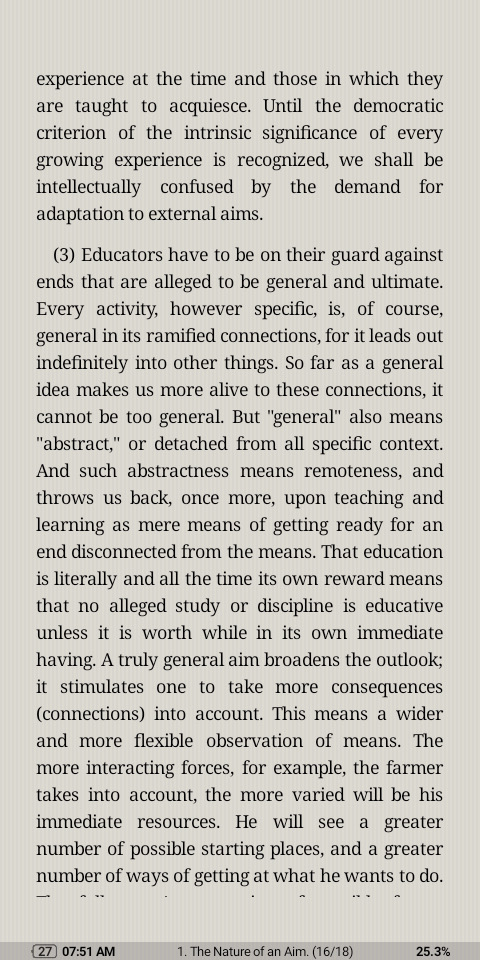 experience at the time and those in which they
are taught to acquiesce. Until the democratic
criterion of the intrinsic significance of every
growing experience is recognized, we shall be
intellectually confused by the demand for
adaptation to external aims.
(3) Educators have to be on their guard against
ends that are alleged to be general and ultimate.
Every activity, however specific, is, of course,
general in its ramified connections, for it leads out
indefinitely into other things. So far as a general
idea makes us more alive to these connections, it
cannot be too general. But "general" also means
"abstract," or detached from all specific context.
And such abstractness means remoteness, and
throws us back, once more, upon teaching and
learning as mere means of getting ready for an
end disconnected from the means. That education
is literally and all the time its own reward means
that no alleged study or discipline is educative
unless it is worth while in its own immediate
having. A truly general aim broadens the outlook;
it stimulates one to take more consequences
(connections) into account. This means a wider
and more flexible observation of means. The
more interacting forces, for example, the farmer
takes into account, the more varied will be his
immediate resources. He will see a greater
number of possible starting places, and a greater
number of ways of getting at what he wants to do.
27 07:51 AM 1. The Nature of an Aim. (16/18) 25.3%